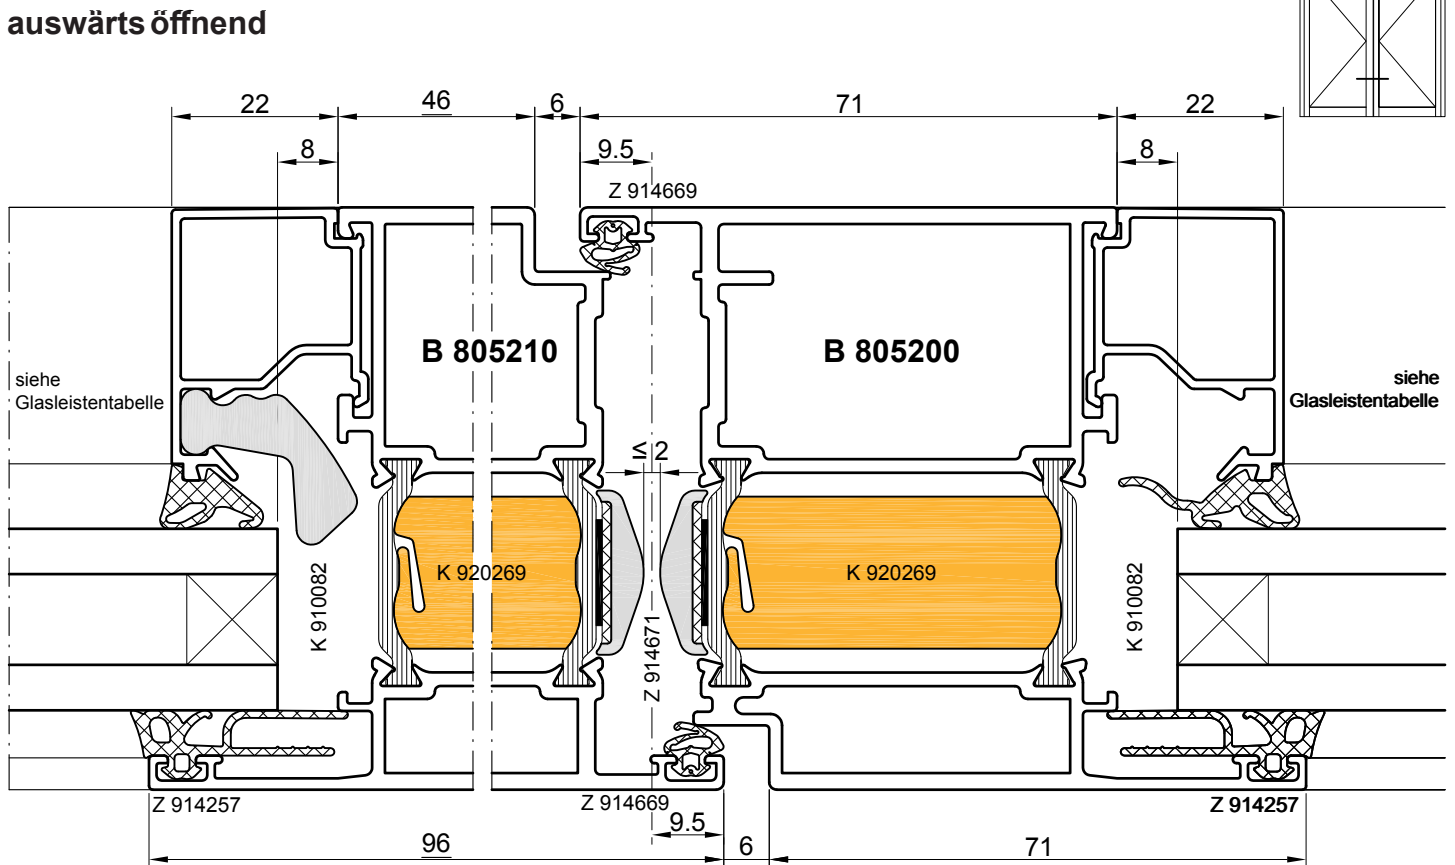 auswärts öffnend
22
46
6
71
22
8
9.5
8
Z 914669
B 805210
B 805200
siehe
Glasleistentabelle
siehe
Glasleistentabelle
≤ 2
K 920269
K 920269
K 910082
K 910082
Z 914671
Z 914257
Z 914669
Z 914257
9.5
96
6
71